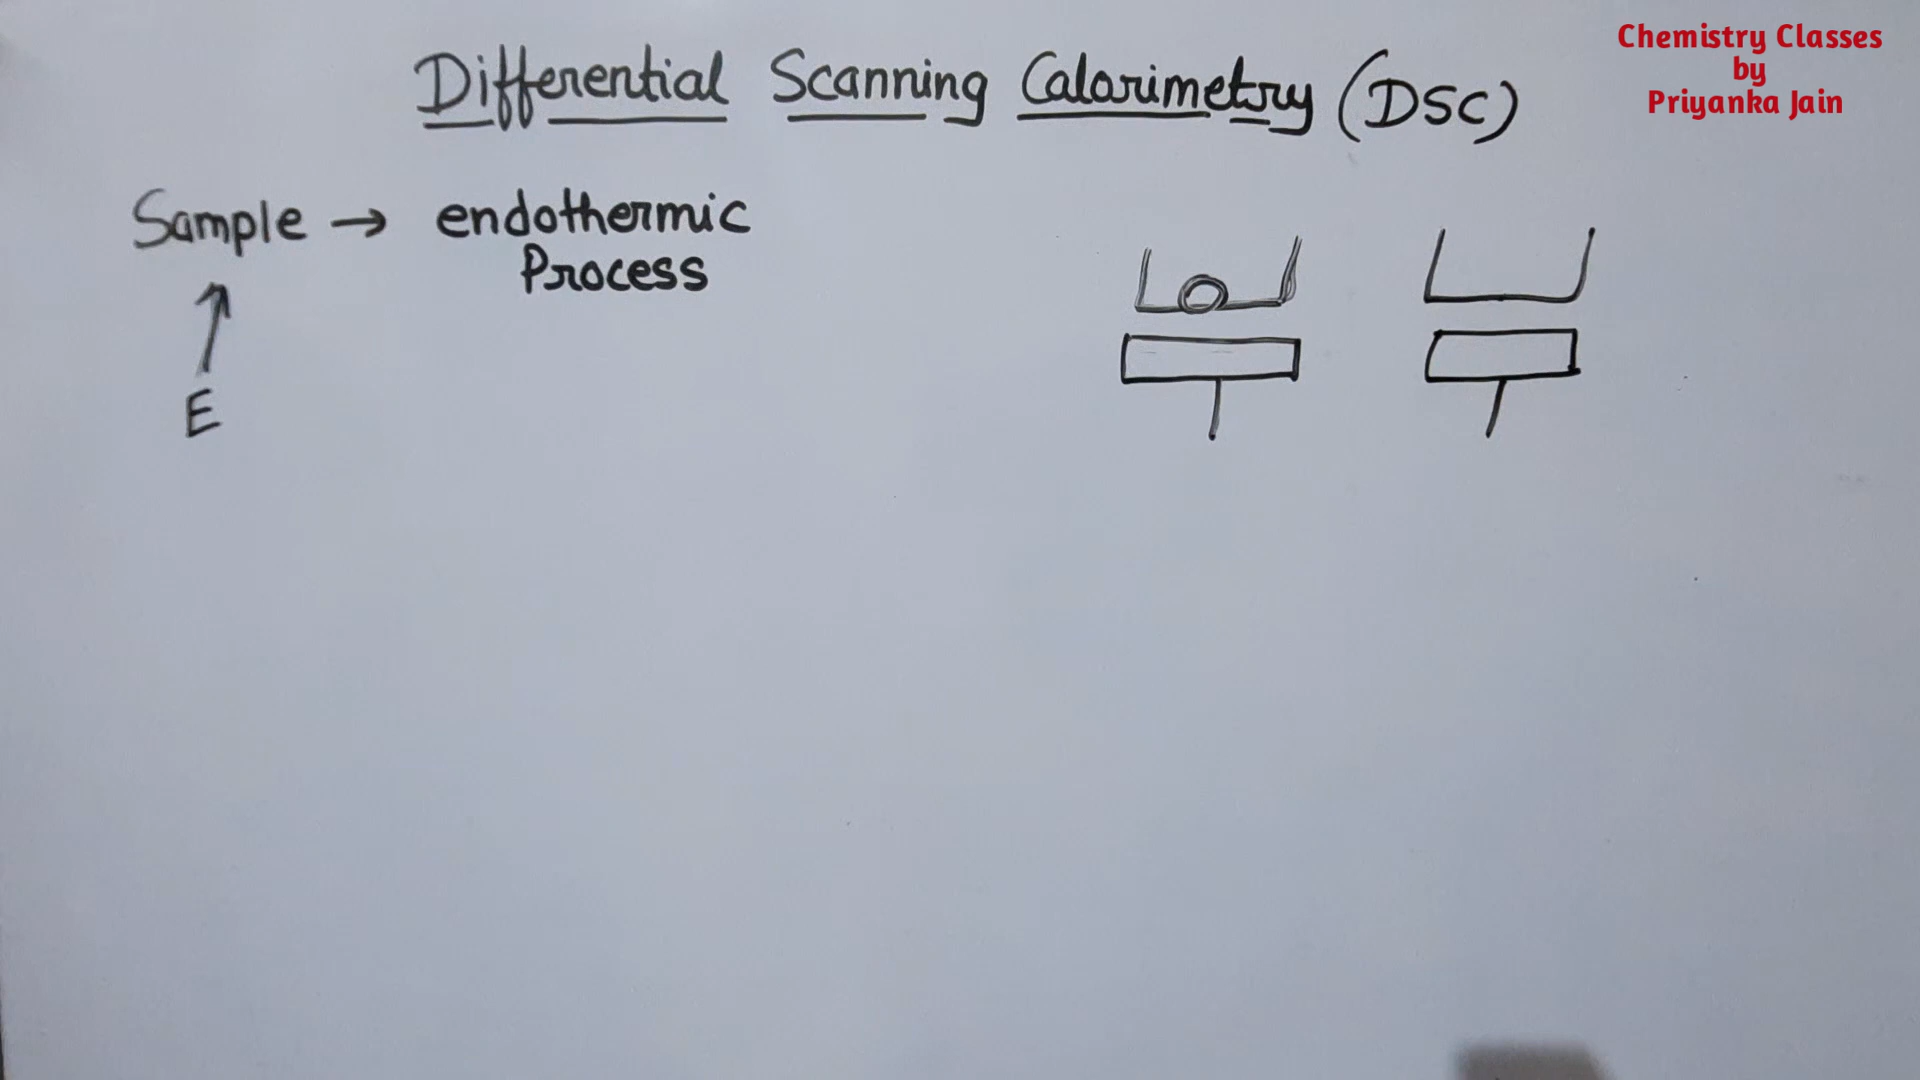 Differential Scanning Calorimetry (DSC)
Chemistry Classes
by
Priyanka Jain
Sample → endothermic
Process
↑
E